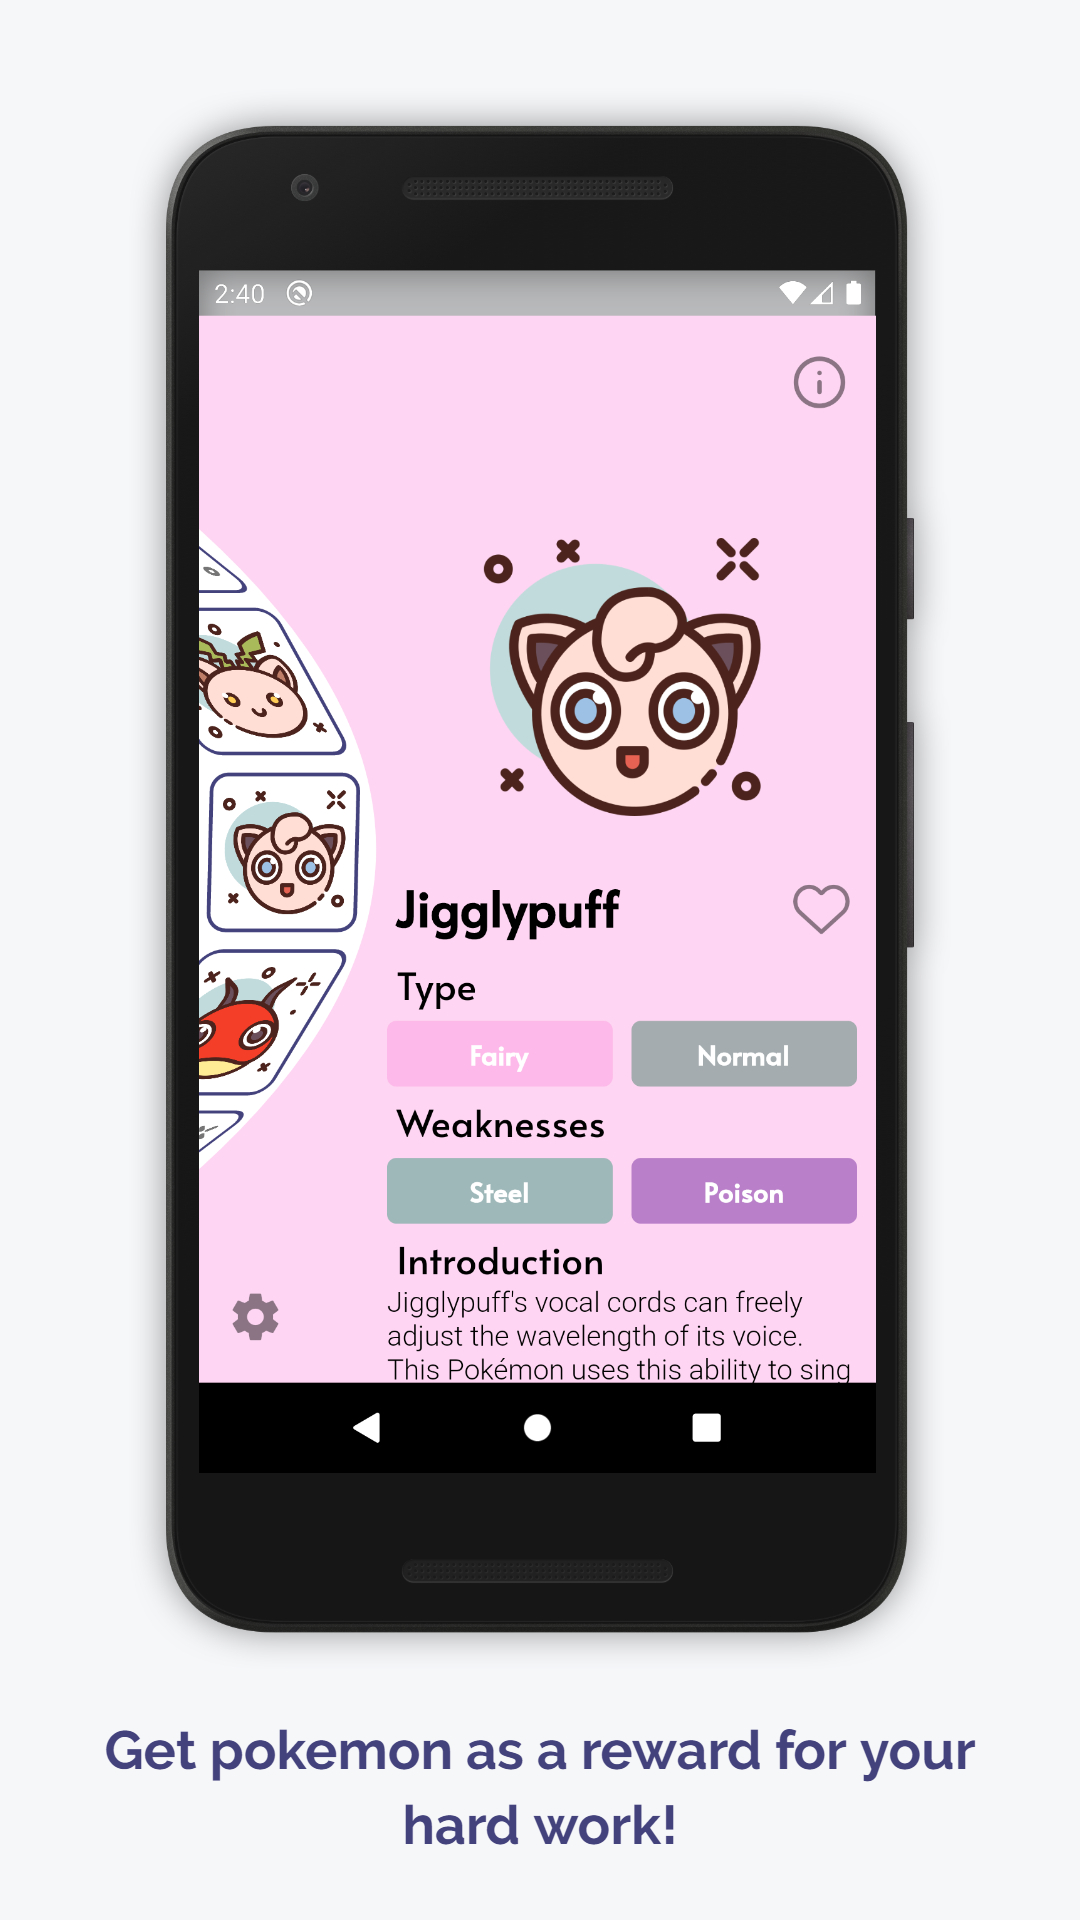 2:40
Jigglypuff
Type
Fairy Normal
Weaknesses
Steel Poison
Introduction
Jigglypuff's vocal cords can freely
adjust the wavelength of its voice.
This Pokémon uses this ability to sing
Get pokemon as a reward for your
hard work!